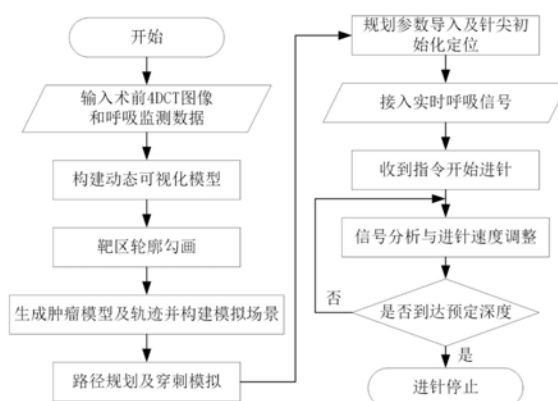 开始
输入术前4DCT图像
和呼吸监测数据
构建动态可视化模型
靶区轮廓勾画
生成肿瘤模型及轨迹并构建模拟场景
路径规划及穿刺模拟
规划参数导入及针尖初
始化定位
接入实时呼吸信号
收到指令开始进针
信号分析与进针速度调整
否
是否到达预定深度
是
进针停止